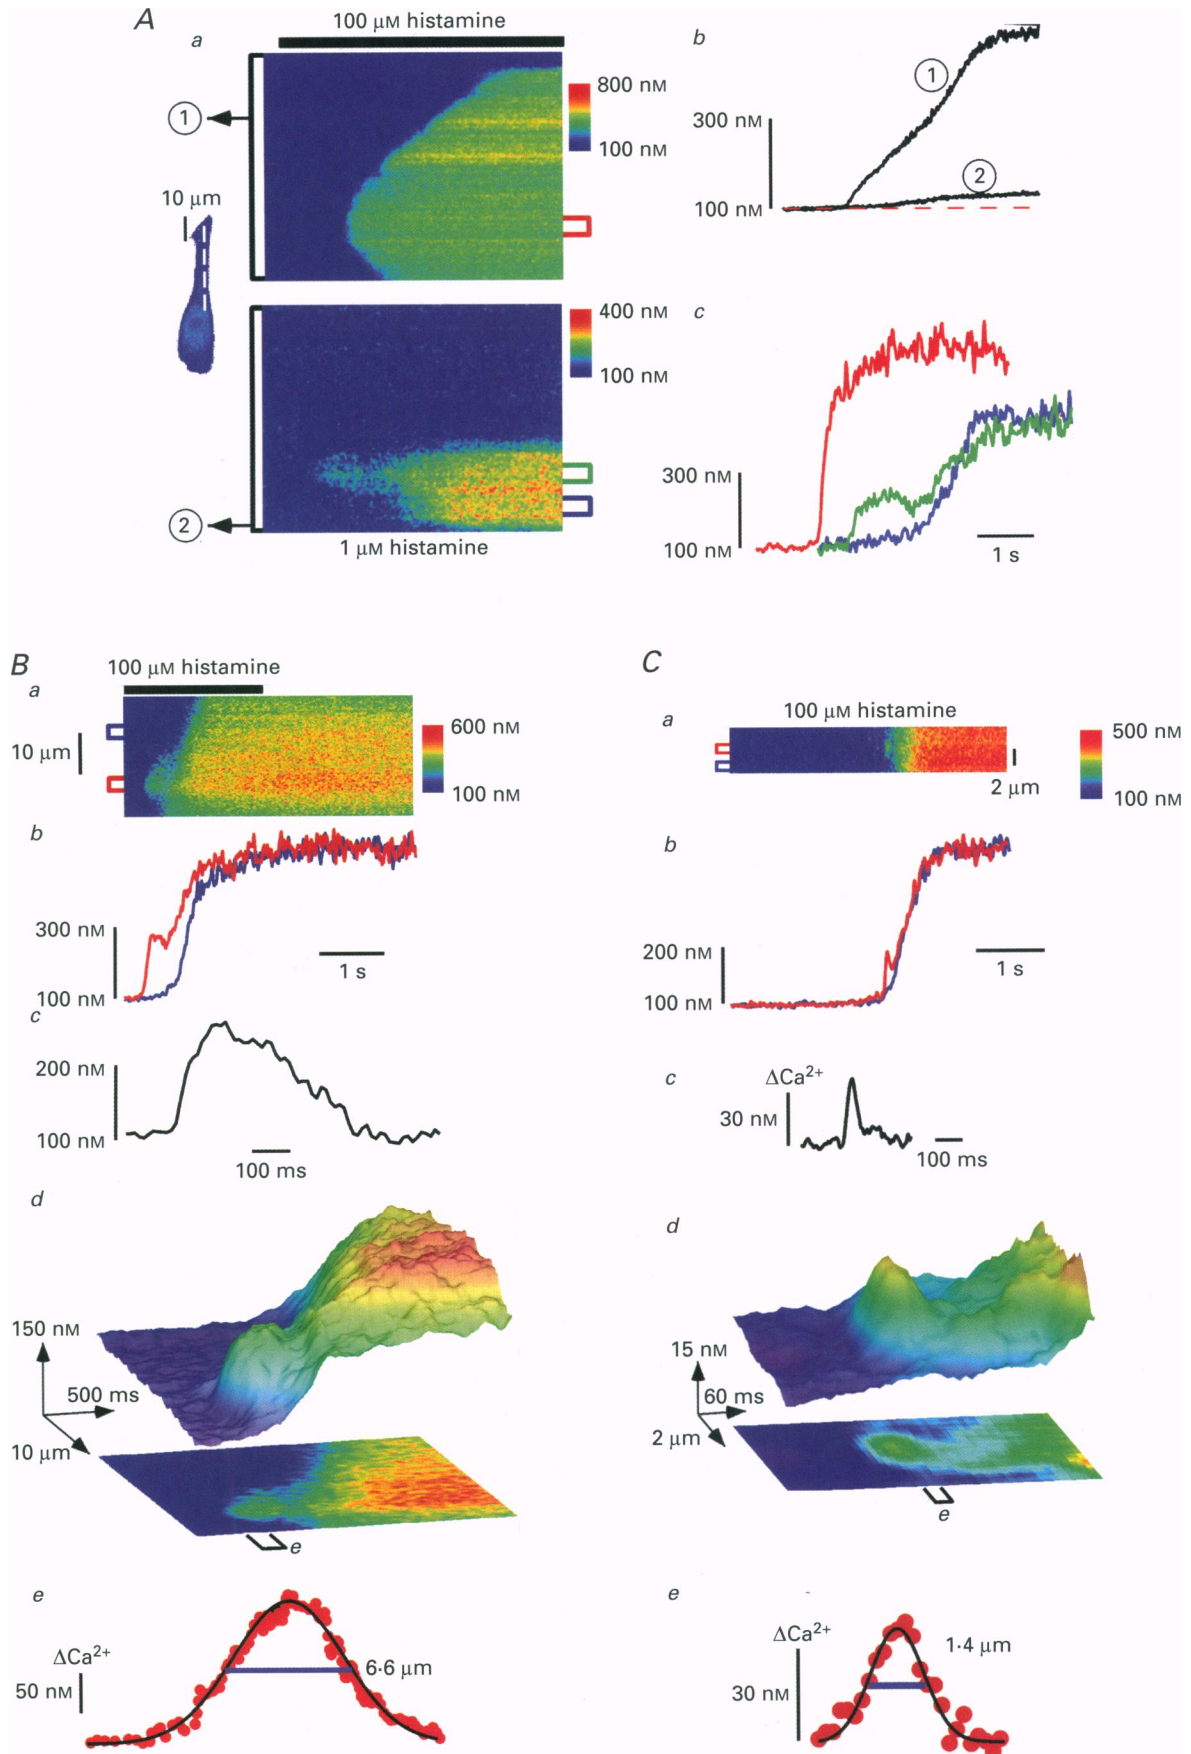 A
a
100 µM histamine
1
10 µm
800 nM
100 nM
2
400 nM
100 nM
1 µM histamine
b
1
300 nM
2
100 nM
c
300 nM
100 nM
1 s
B
100 µM histamine
a
10 µm
600 nM
100 nM
b
300 nM
100 nM
1 s
c
200 nM
100 nM
100 ms
d
150 nM
500 ms
10 µm
e
e
ΔCa2+
50 nM
6·6 µm
C
a
100 µM histamine
500 nM
100 nM
2 µm
b
200 nM
100 nM
1 s
c
ΔCa2+
30 nM
100 ms
d
15 nM
60 ms
2 µm
e
e
ΔCa2+
30 nM
1·4 µm